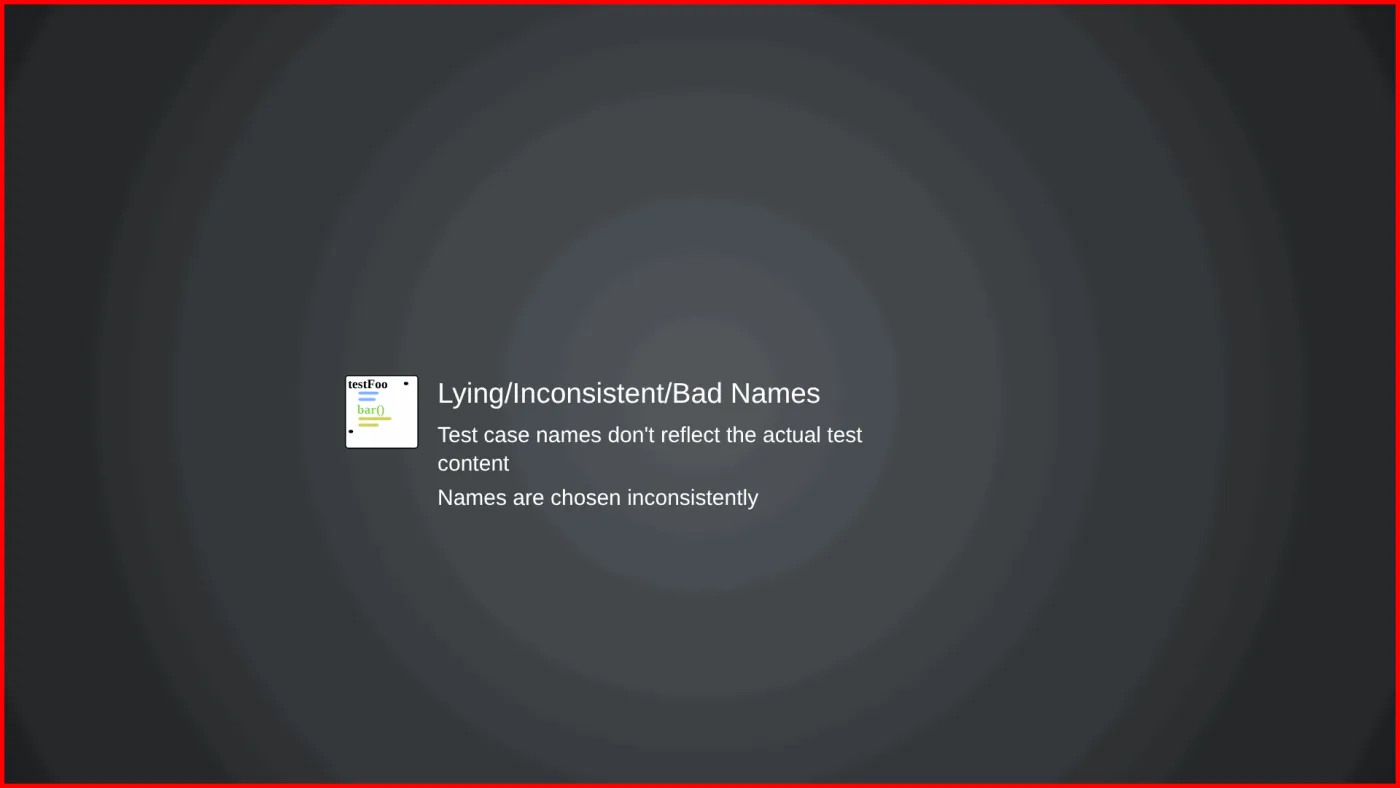 testFoo
bar()
Lying/Inconsistent/Bad Names
Test case names don't reflect the actual test
content
Names are chosen inconsistently